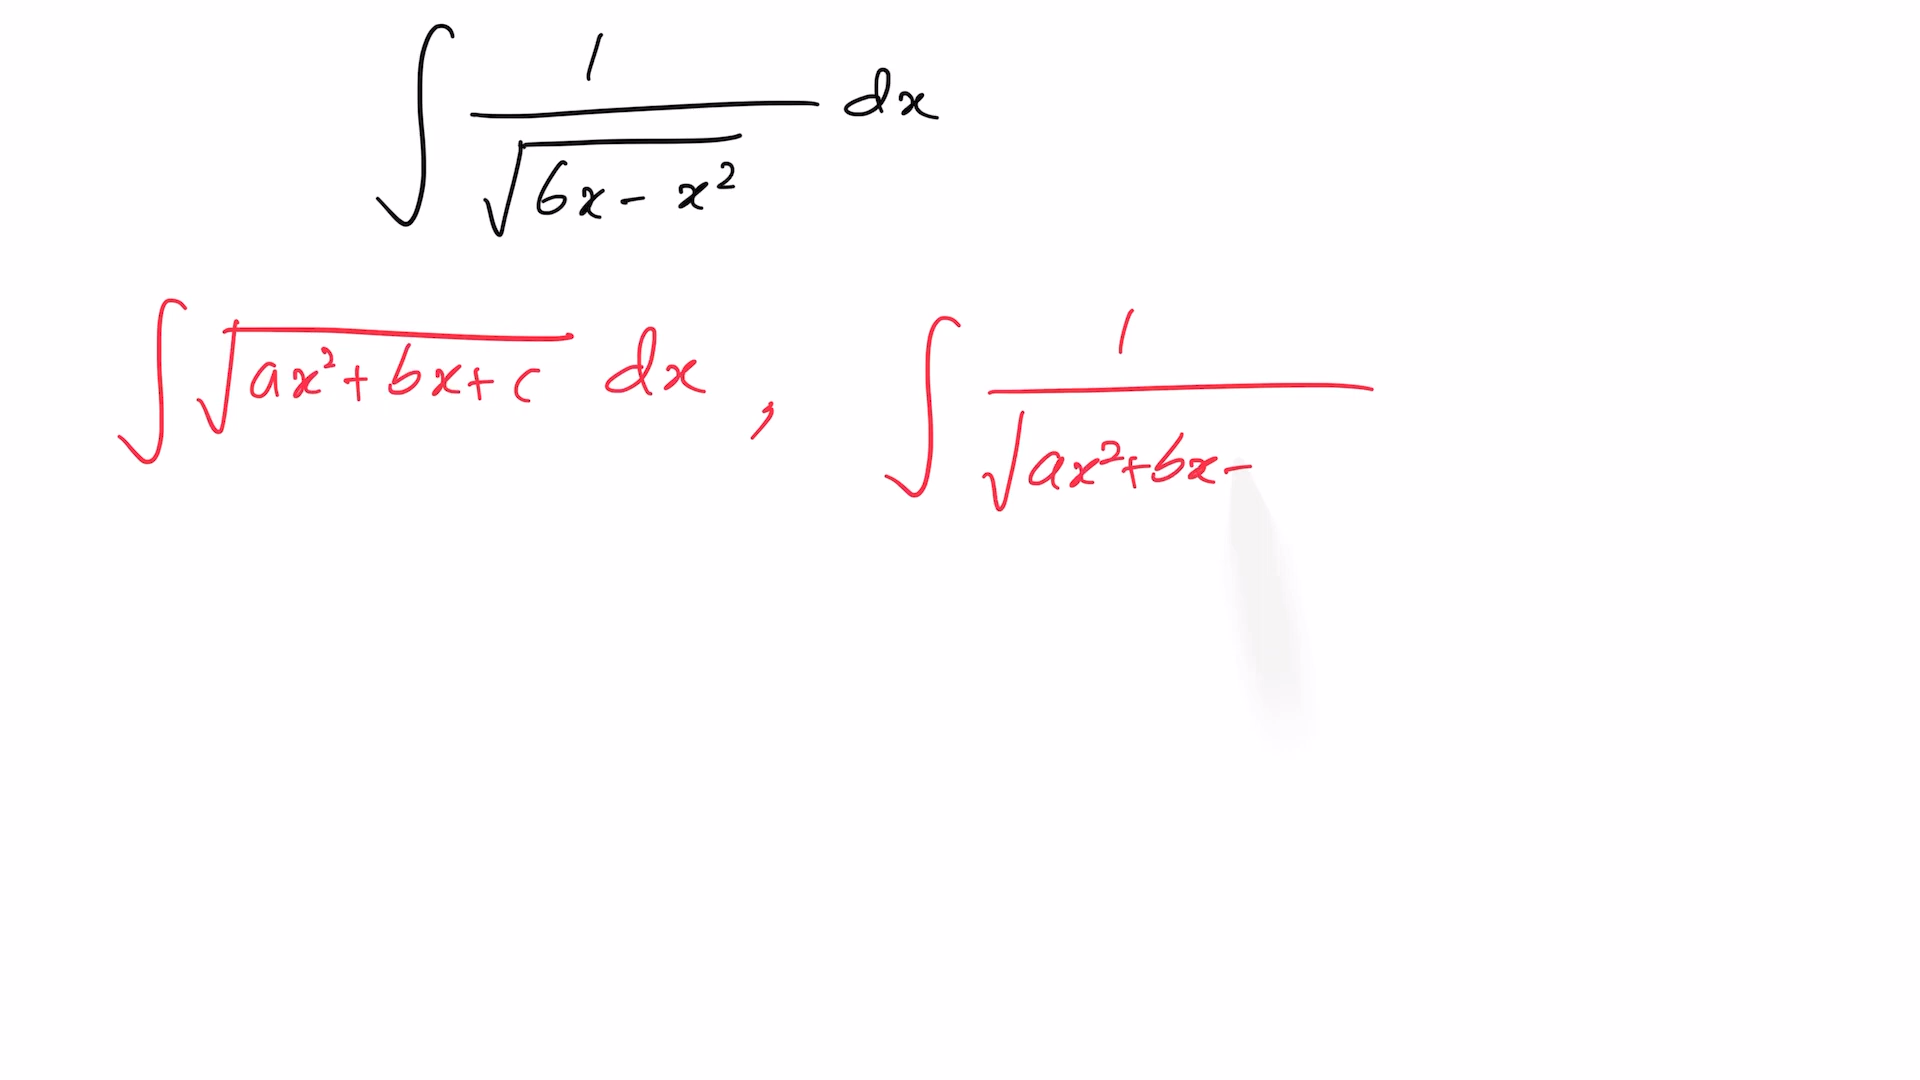 ∫ 1/√(6x - x²) dx
∫ √(ax²+bx+c) dx , ∫ 1/√(ax²+bx-